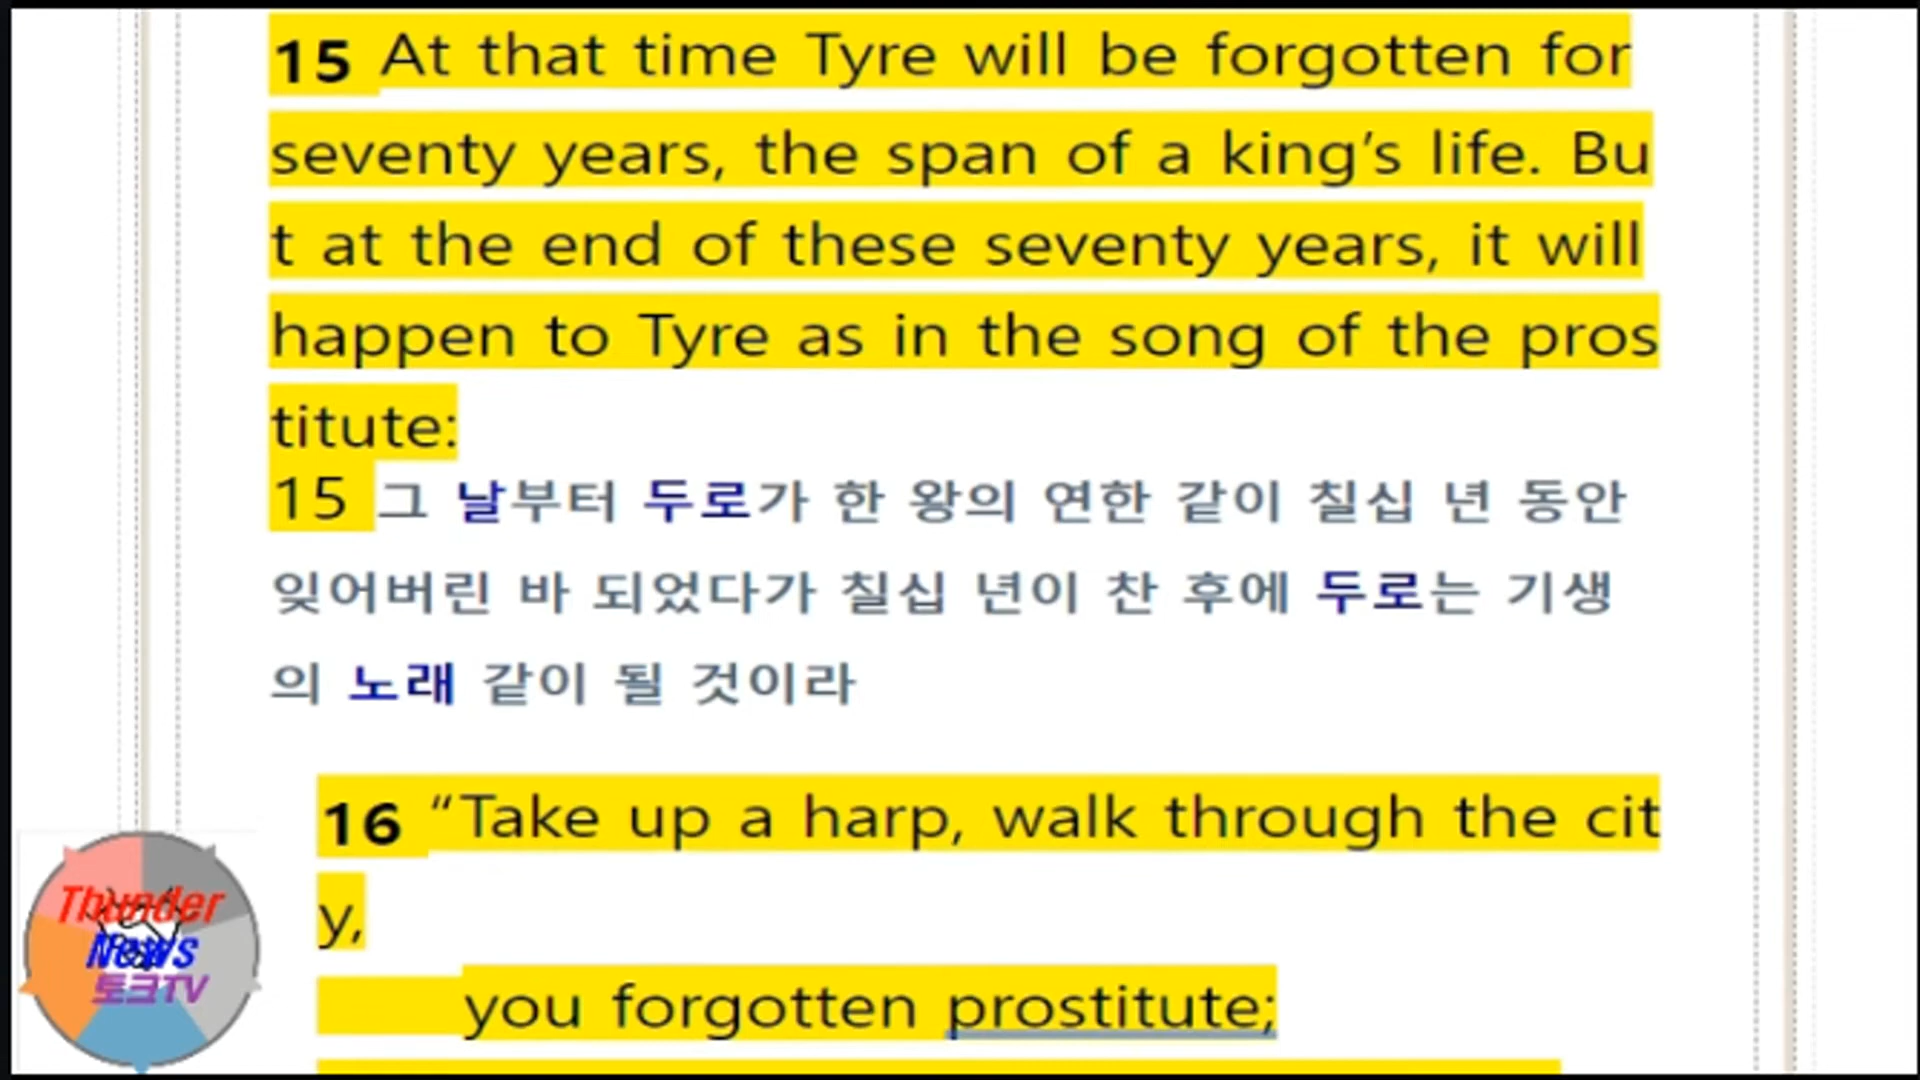 15 At that time Tyre will be forgotten for
seventy years, the span of a king’s life. Bu
t at the end of these seventy years, it will
happen to Tyre as in the song of the pros
titute:
15 그 날부터 두로가 한 왕의 연한 같이 칠십 년 동안
잊어버린 바 되었다가 칠십 년이 찬 후에 두로는 기생
의 노래 같이 될 것이라
16 “Take up a harp, walk through the cit
y,
you forgotten prostitute;
Thunder
News
토크TV